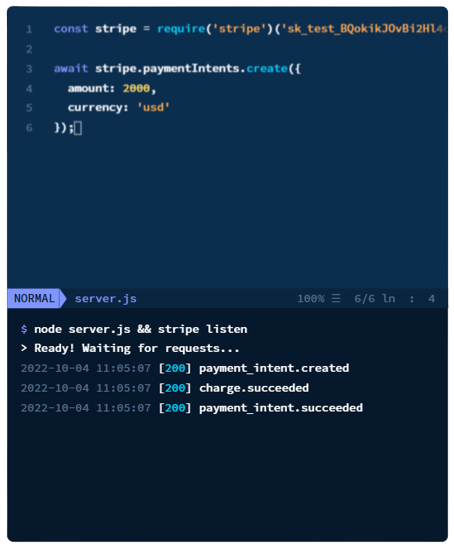 1 const stripe = require('stripe')('sk_test_BQokikJOvBi2Hl4
2
3 await stripe.paymentIntents.create({
4 amount: 2000,
5 currency: 'usd'
6 });
NORMAL server.js 100% ☰ 6/6 ln : 4
$ node server.js && stripe listen
> Ready! Waiting for requests...
2022-10-04 11:05:07 [200] payment_intent.created
2022-10-04 11:05:07 [200] charge.succeeded
2022-10-04 11:05:07 [200] payment_intent.succeeded